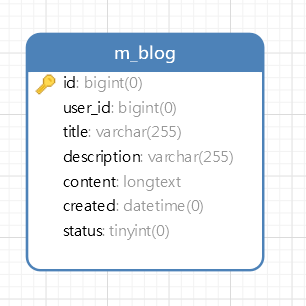 m_blog
id: bigint(0)
user_id: bigint(0)
title: varchar(255)
description: varchar(255)
content: longtext
created: datetime(0)
status: tinyint(0)